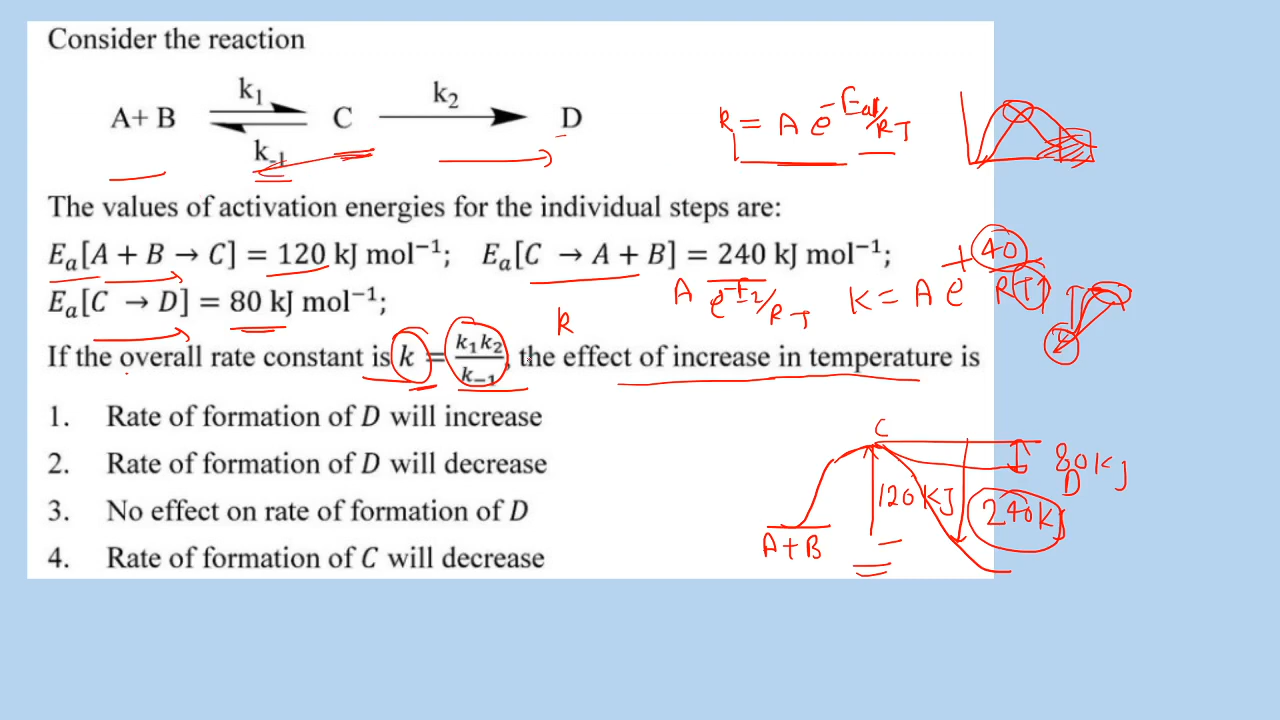 Consider the reaction
A+ B k1 k-1 C k2 D
k = A e^-Ea1/RT
The values of activation energies for the individual steps are:
Ea[A + B → C] = 120 kJ mol⁻¹; Ea[C → A + B] = 240 kJ mol⁻¹;
Ea[C → D] = 80 kJ mol⁻¹;
A e^-E2/RT
K = A e^+40/RT
k
If the overall rate constant is k = k1k2/k-1, the effect of increase in temperature is
1. Rate of formation of D will increase
2. Rate of formation of D will decrease
3. No effect on rate of formation of D
4. Rate of formation of C will decrease
C
80 KJ
D
120 KJ
240 KJ
A+B